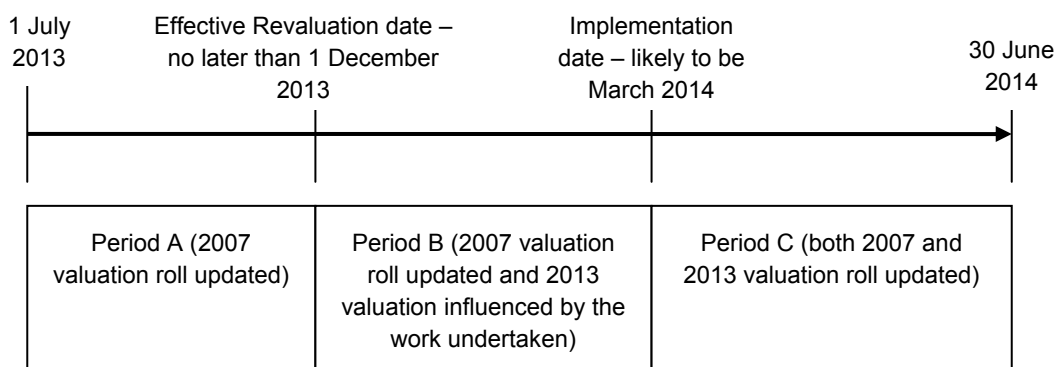 1 July
2013
Effective Revaluation date –
no later than 1 December
2013
Implementation
date – likely to be
March 2014
30 June
2014
Period A (2007
valuation roll updated)
Period B (2007 valuation
roll updated and 2013
valuation influenced by the
work undertaken)
Period C (both 2007 and
2013 valuation roll updated)